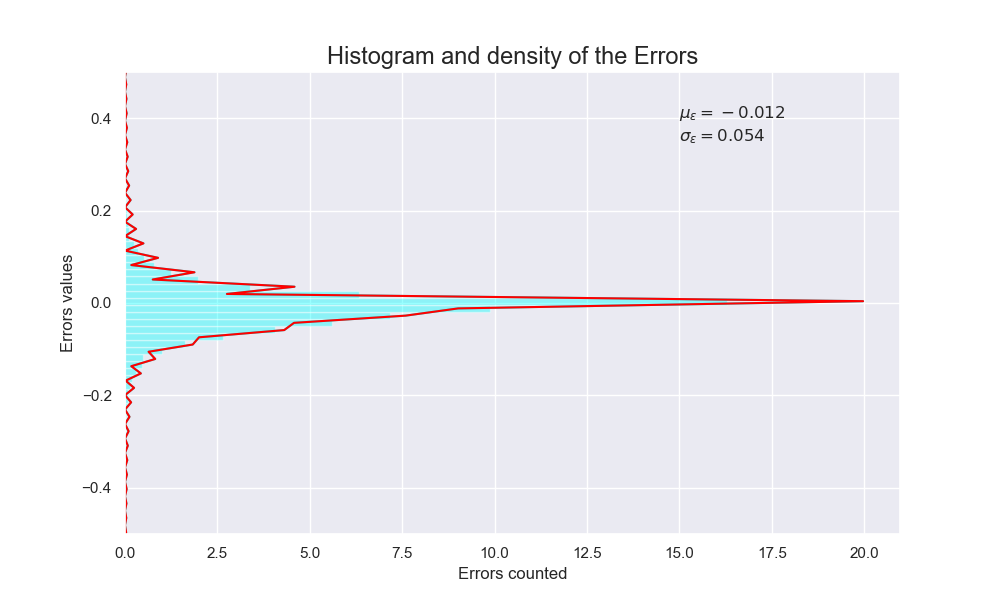 Histogram and density of the Errors
με = −0.012
σε = 0.054
0.4
0.2
0.0
−0.2
−0.4
Errors values
0.0 2.5 5.0 7.5 10.0 12.5 15.0 17.5 20.0
Errors counted